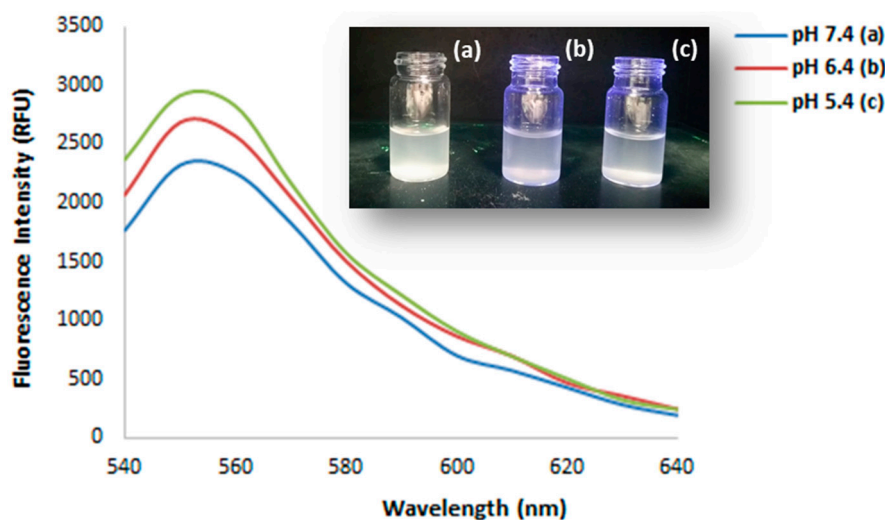 3500
3000
2500
2000
1500
1000
500
0
Fluorescence Intensity (RFU)
540
560
580
600
620
640
Wavelength (nm)
(a)
(b)
(c)
pH 7.4 (a)
pH 6.4 (b)
pH 5.4 (c)